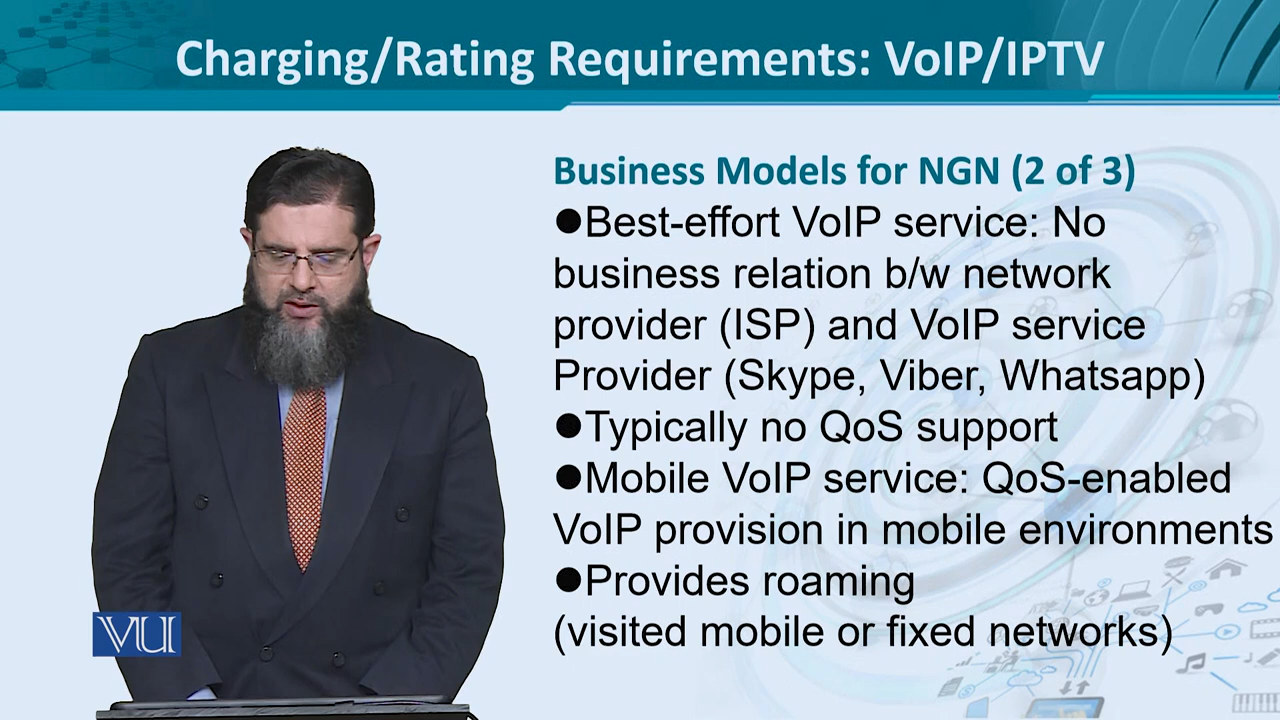 Charging/Rating Requirements: VoIP/IPTV
Business Models for NGN (2 of 3)
●Best-effort VoIP service: No
business relation b/w network
provider (ISP) and VoIP service
Provider (Skype, Viber, Whatsapp)
●Typically no QoS support
●Mobile VoIP service: QoS-enabled
VoIP provision in mobile environments
●Provides roaming
(visited mobile or fixed networks)
VU